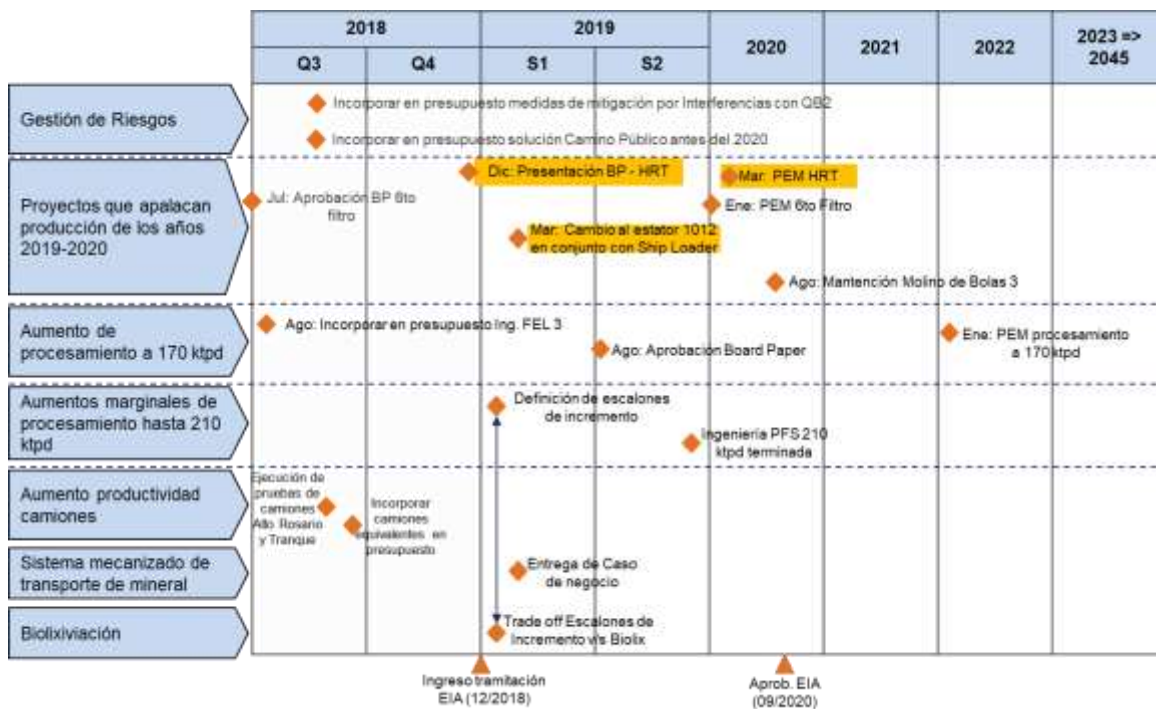 2018
2019
2020
2021
2022
2023 =>
2045
Q3
Q4
S1
S2
Gestión de Riesgos
Incorporar en presupuesto medidas de mitigación por Interferencias con QB2
Incorporar en presupuesto solución Camino Público antes del 2020
Proyectos que apalacan
producción de los años
2019-2020
Dic: Presentación BP - HRT
Mar: PEM HRT
Jul: Aprobación BP 6to
filtro
Ene: PEM 6to Filtro
Mar: Cambio al estator 1012
en conjunto con Ship Loader
Ago: Mantención Molino de Bolas 3
Aumento de
procesamiento a 170 ktpd
Ago: Incorporar en presupuesto Ing. FEL 3
Ago: Aprobación Board Paper
Ene: PEM procesamiento
a 170 ktpd
Aumentos marginales de
procesamiento hasta 210
ktpd
Definición de escalones
de incremento
Ingeniería PFS 210
ktpd terminada
Aumento productividad
camiones
Ejecución de
pruebas de
camiones
Alto Rosario
y Tranque
Incorporar
camiones
equivalentes en
presupuesto
Sistema mecanizado de
transporte de mineral
Entrega de Caso
de negocio
Biolixiviación
Trade off Escalones de
Incremento v/s Biolix
Ingreso tramitación
EIA (12/2018)
Aprob. EIA
(09/2020)